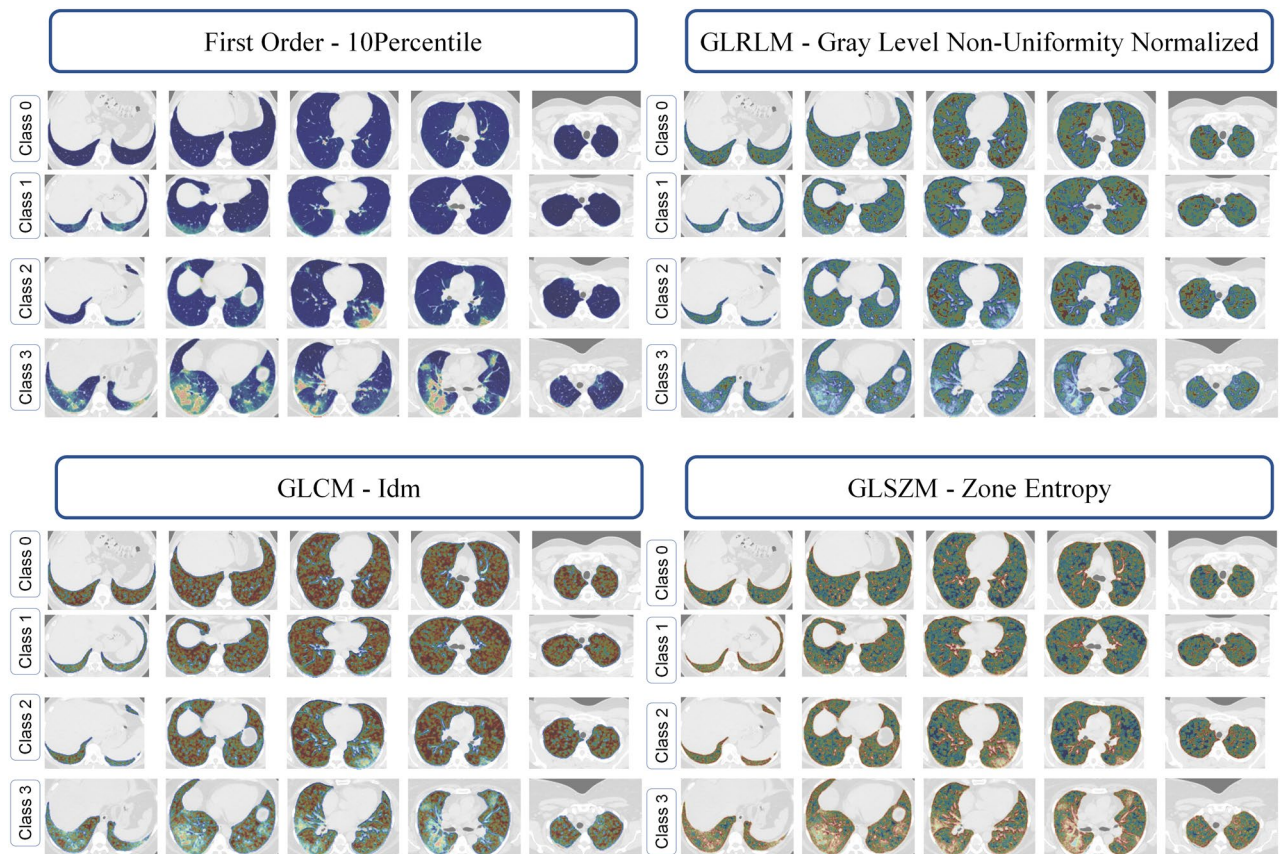 First Order - 10Percentile
Class 0
Class 1
Class 2
Class 3
GLRLM - Gray Level Non-Uniformity Normalized
Class 0
Class 1
Class 2
Class 3
GLCM - Idm
Class 0
Class 1
Class 2
Class 3
GLSZM - Zone Entropy
Class 0
Class 1
Class 2
Class 3